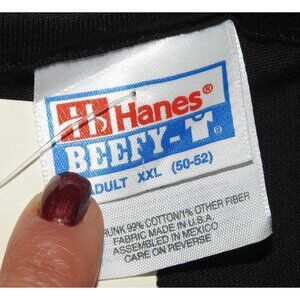 Hanes®
BEEFY-T®
ADULT XXL (50-52)
99% COTTON/1% OTHER FIBER
FABRIC MADE IN U.S.A.
ASSEMBLED IN MEXICO
CARE ON REVERSE